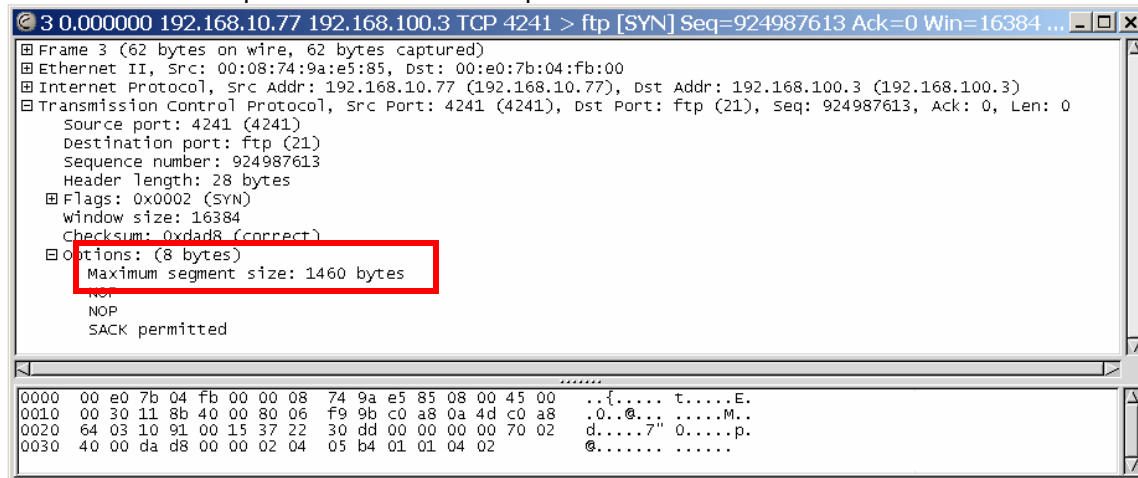 3 0.000000 192.168.10.77 192.168.100.3 TCP 4241 > ftp [SYN] Seq=924987613 Ack=0 Win=16384 ...
Frame 3 (62 bytes on wire, 62 bytes captured)
Ethernet II, Src: 00:08:74:9a:e5:85, Dst: 00:e0:7b:04:fb:00
Internet Protocol, Src Addr: 192.168.10.77 (192.168.10.77), Dst Addr: 192.168.100.3 (192.168.100.3)
Transmission Control Protocol, Src Port: 4241 (4241), Dst Port: ftp (21), Seq: 924987613, Ack: 0, Len: 0
Source port: 4241 (4241)
Destination port: ftp (21)
Sequence number: 924987613
Header length: 28 bytes
Flags: 0x0002 (SYN)
Window size: 16384
Checksum: 0xdad8 (correct)
Options: (8 bytes)
Maximum segment size: 1460 bytes
NOP
NOP
SACK permitted
0000 00 e0 7b 04 fb 00 00 08 74 9a e5 85 08 00 45 00 ..{..... t.....E.
0010 00 30 11 8b 40 00 80 06 f9 9b c0 a8 0a 4d c0 a8 .0..@... .....M..
0020 64 03 10 91 00 15 37 22 30 dd 00 00 00 00 70 02 d.....7" 0.....p.
0030 40 00 da d8 00 00 02 04 05 b4 01 01 04 02 @....... ......